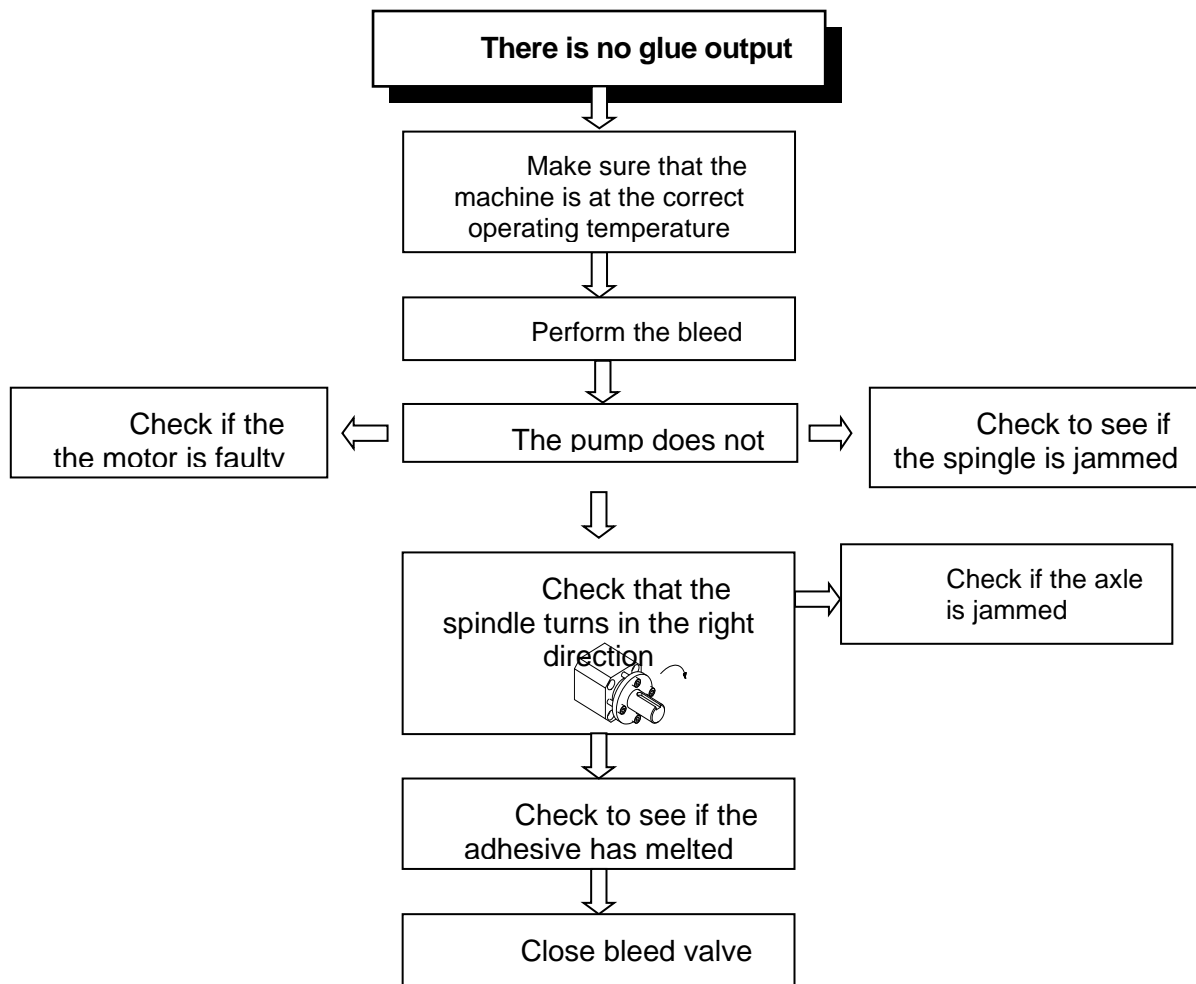 There is no glue output
Make sure that the
machine is at the correct
operating temperature
Perform the bleed
Check if the
the motor is faulty
The pump does not
Check to see if
the spingle is jammed
Check that the
spindle turns in the right
direction
Check if the axle
is jammed
Check to see if the
adhesive has melted
Close bleed valve